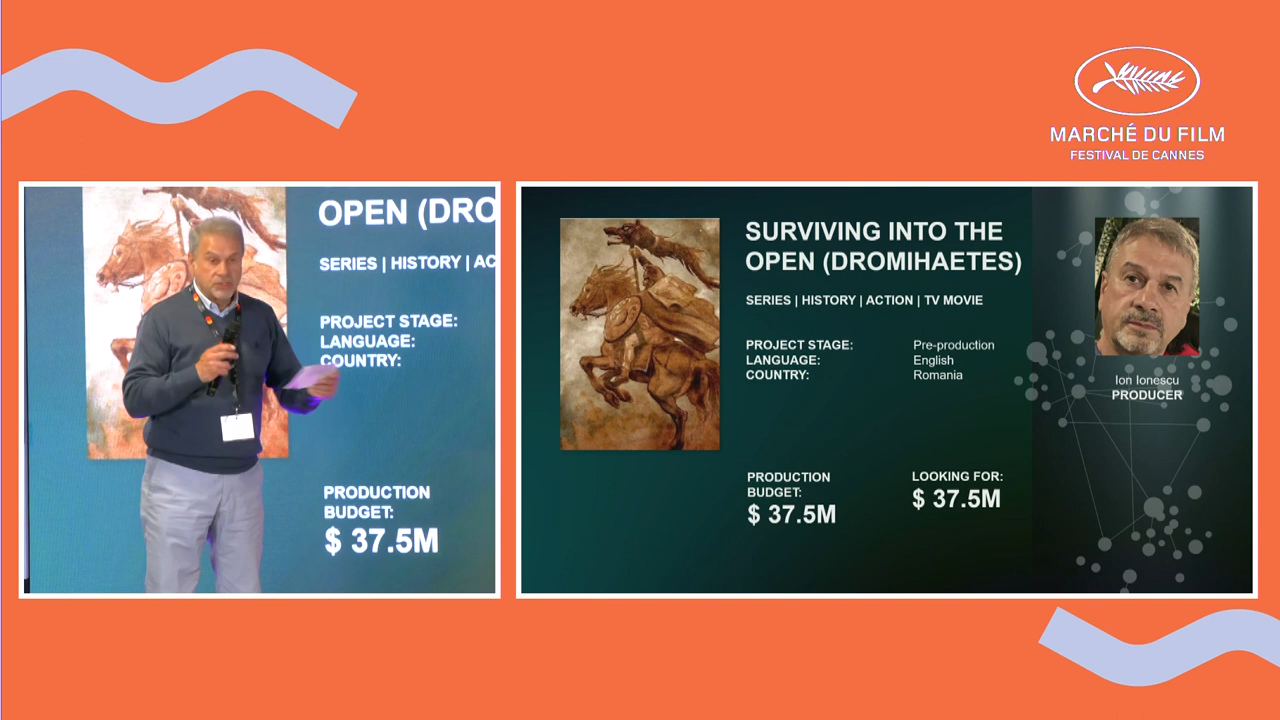 MARCHÉ DU FILM
FESTIVAL DE CANNES
OPEN (DRO
SERIES | HISTORY | AC
PROJECT STAGE:
LANGUAGE:
COUNTRY:
PRODUCTION
BUDGET:
$ 37.5M
SURVIVING INTO THE
OPEN (DROMIHAETES)
SERIES | HISTORY | ACTION | TV MOVIE
PROJECT STAGE: Pre-production
LANGUAGE: English
COUNTRY: Romania
PRODUCTION
BUDGET:
$ 37.5M
LOOKING FOR:
$ 37.5M
Ion Ionescu
PRODUCER